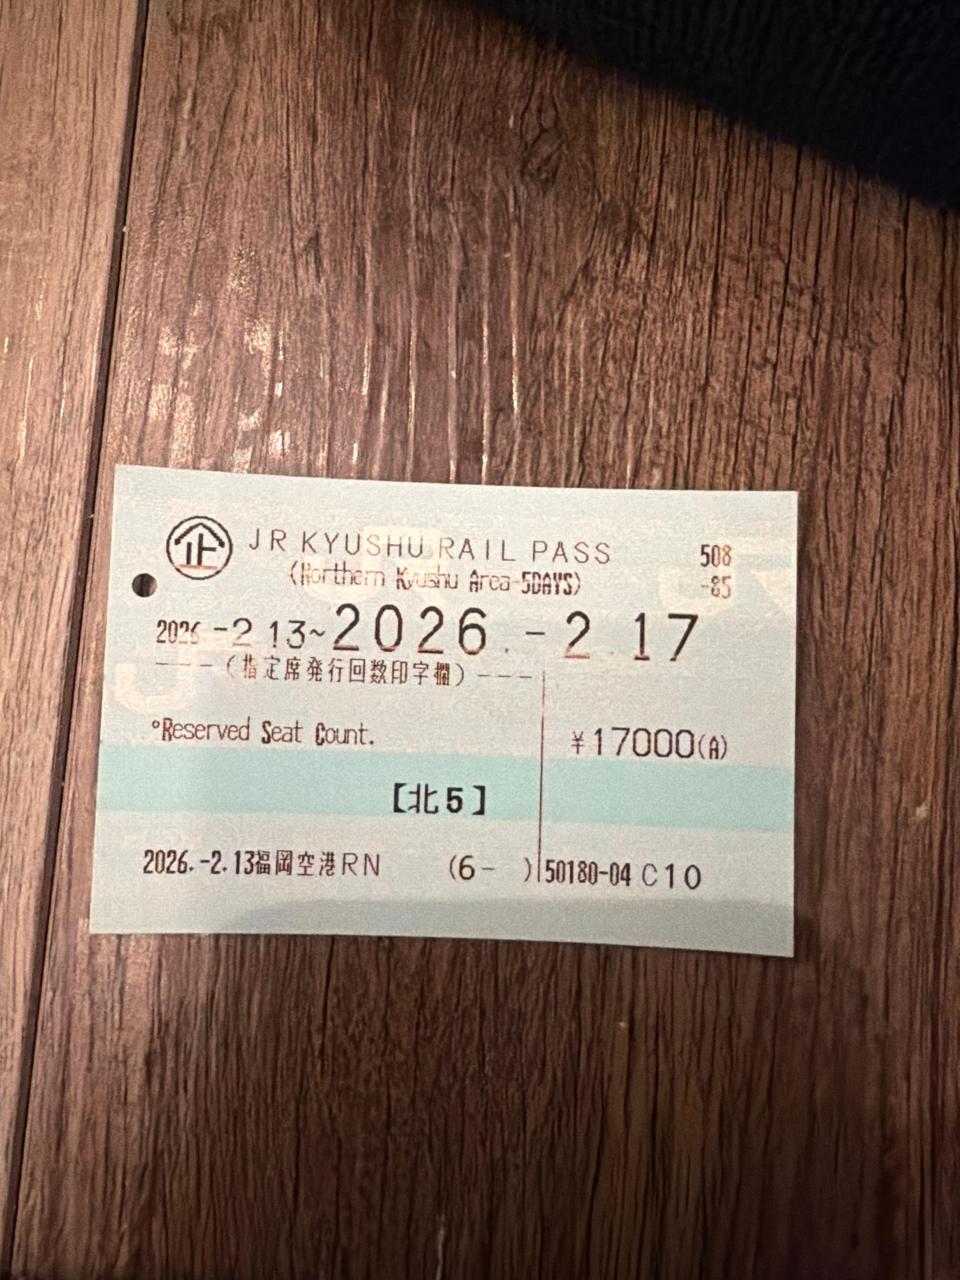 企 JR KYUSHU RAIL PASS 508
(Northern Kyushu Area-5DAYS) -85
2026.-2.13~2026.-2.17
---(指定席発行回数印字欄)---
°Reserved Seat Count. ¥17000(A)
【北5】
2026.-2.13福岡空港RN (6- ) 50180-04 C10